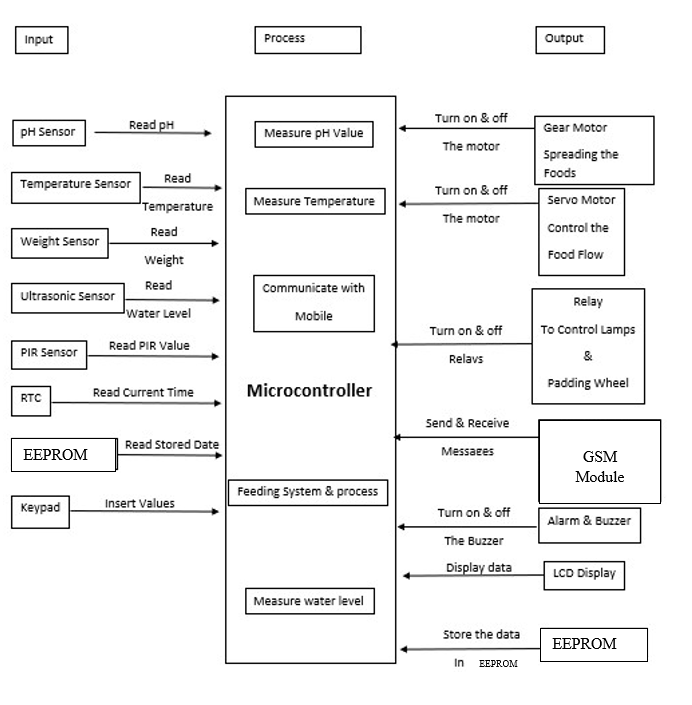 Input
Process
Output
pH Sensor
Read pH
Measure pH Value
Turn on & off
The motor
Gear Motor
Spreading the
Foods
Temperature Sensor
Read
Temperature
Measure Temperature
Turn on & off
The motor
Servo Motor
Control the
Food Flow
Weight Sensor
Read
Weight
Ultrasonic Sensor
Read
Water Level
Communicate with
Mobile
Turn on & off
Relavs
Relay
To Control Lamps
&
Padding Wheel
PIR Sensor
Read PIR Value
RTC
Read Current Time
Microcontroller
EEPROM
Read Stored Date
Send & Receive
Messages
GSM
Module
Keypad
Insert Values
Feeding System & process
Turn on & off
The Buzzer
Alarm & Buzzer
Display data
LCD Display
Measure water level
Store the data
In EEPROM
EEPROM